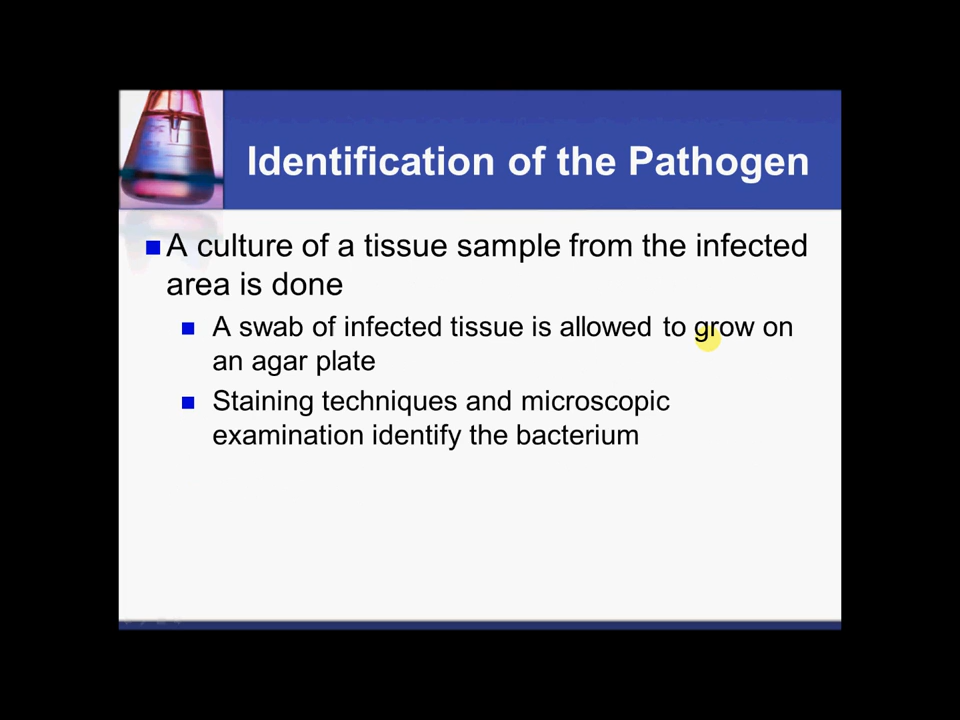 Identification of the Pathogen
A culture of a tissue sample from the infected
area is done
A swab of infected tissue is allowed to grow on
an agar plate
Staining techniques and microscopic
examination identify the bacterium